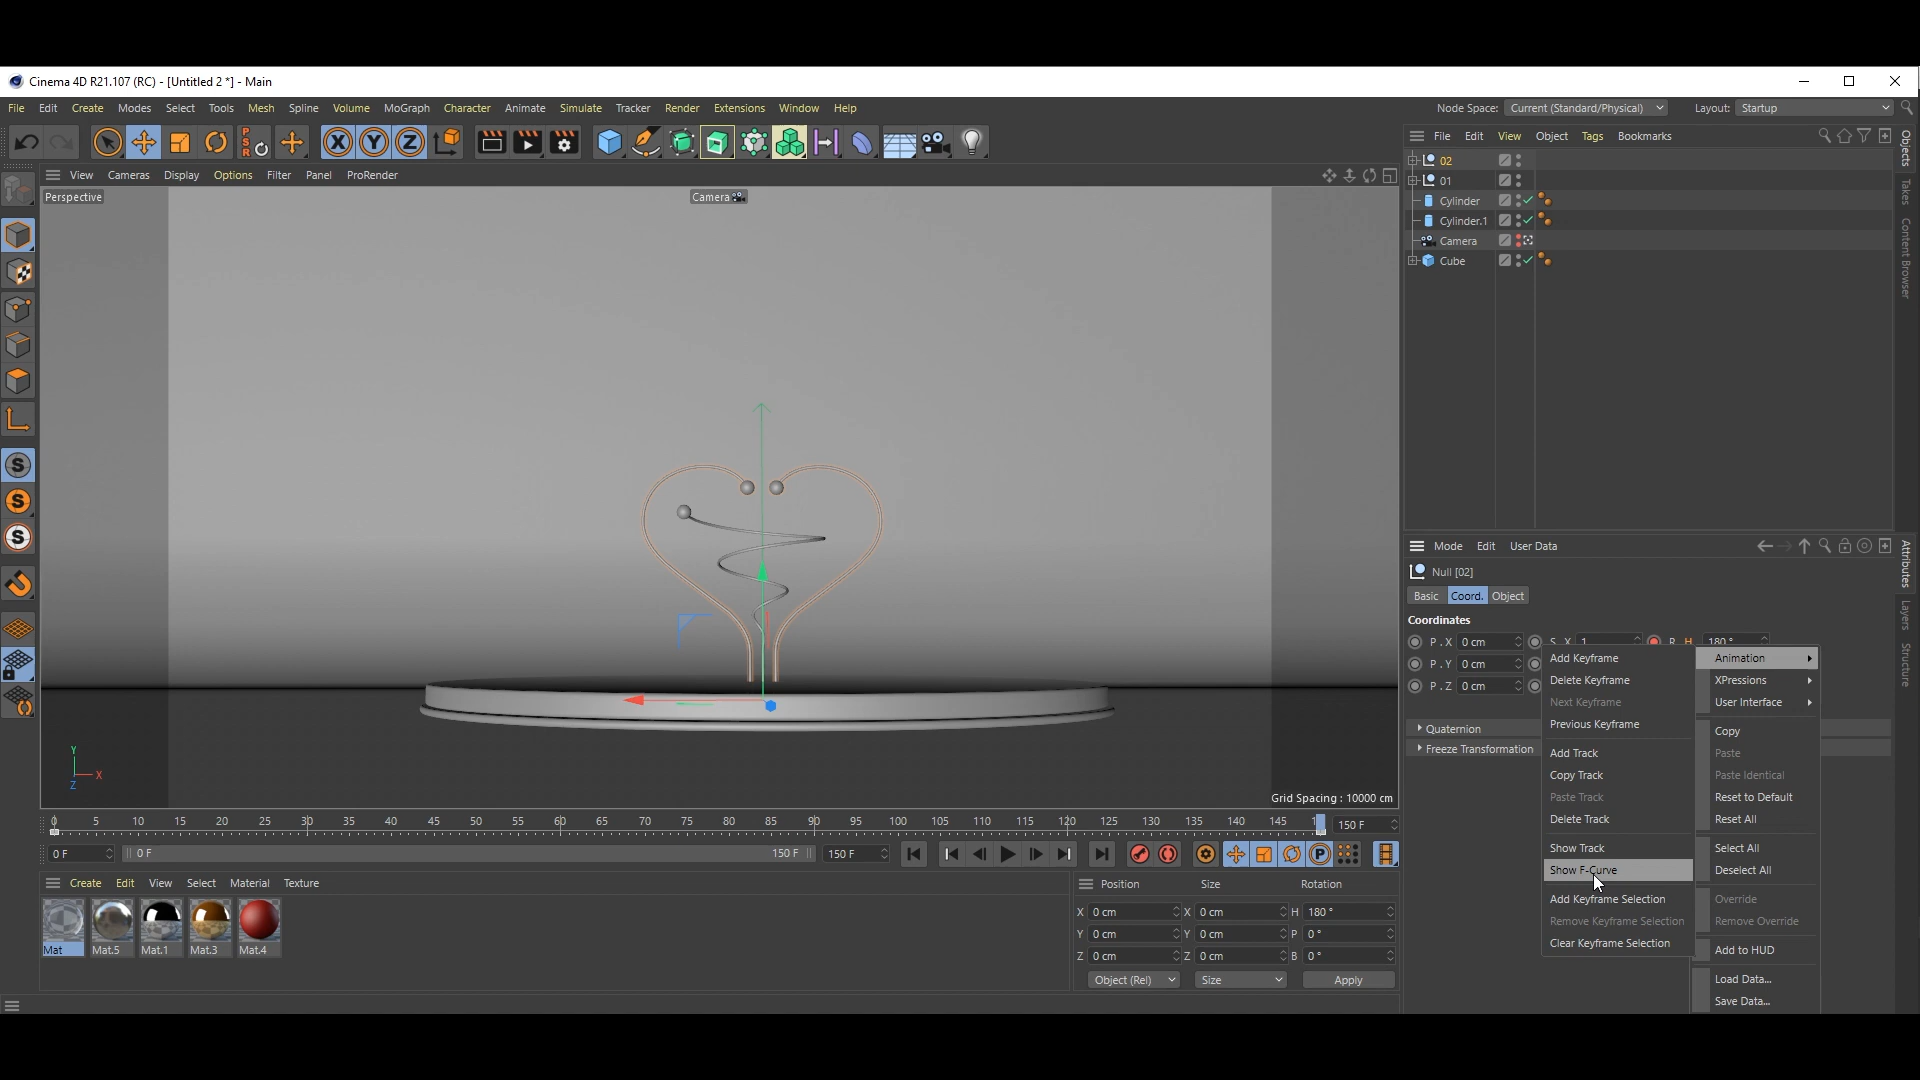 Cinema 4D R21.107 (RC) - [Untitled 2 *] - Main
File Edit Create Modes Select Tools Mesh Spline Volume MoGraph Character Animate Simulate Tracker Render Extensions Window Help
Node Space: Current (Standard/Physical) Layout: Startup
View Cameras Display Options Filter Panel ProRender
Perspective
Camera
Grid Spacing : 10000 cm
File Edit View Object Tags Bookmarks
02
01
Cylinder
Cylinder.1
Camera
Cube
Objects
Takes
Content Browser
Mode Edit User Data
Null [02]
Basic Coord. Object
Coordinates
P . X 0 cm S . X 1 R . H 180 °
P . Y 0 cm
P . Z 0 cm
Quaternion
Freeze Transformation
Attributes
Layers
Structure
Add Keyframe
Delete Keyframe
Next Keyframe
Previous Keyframe
Add Track
Copy Track
Paste Track
Delete Track
Show Track
Show F-Curve
Add Keyframe Selection
Remove Keyframe Selection
Clear Keyframe Selection
Animation
XPressions
User Interface
Copy
Paste
Paste Identical
Reset to Default
Reset All
Select All
Deselect All
Override
Remove Override
Add to HUD
Load Data...
Save Data...
0 5 10 15 20 25 30 35 40 45 50 55 60 65 70 75 80 85 90 95 100 105 110 115 120 125 130 135 140 145 150 F
0 F 0 F 150 F 150 F
Create Edit View Select Material Texture
Mat Mat.5 Mat.1 Mat.3 Mat.4
Position Size Rotation
X 0 cm X 0 cm H 180 °
Y 0 cm Y 0 cm P 0 °
Z 0 cm Z 0 cm B 0 °
Object (Rel) Size Apply